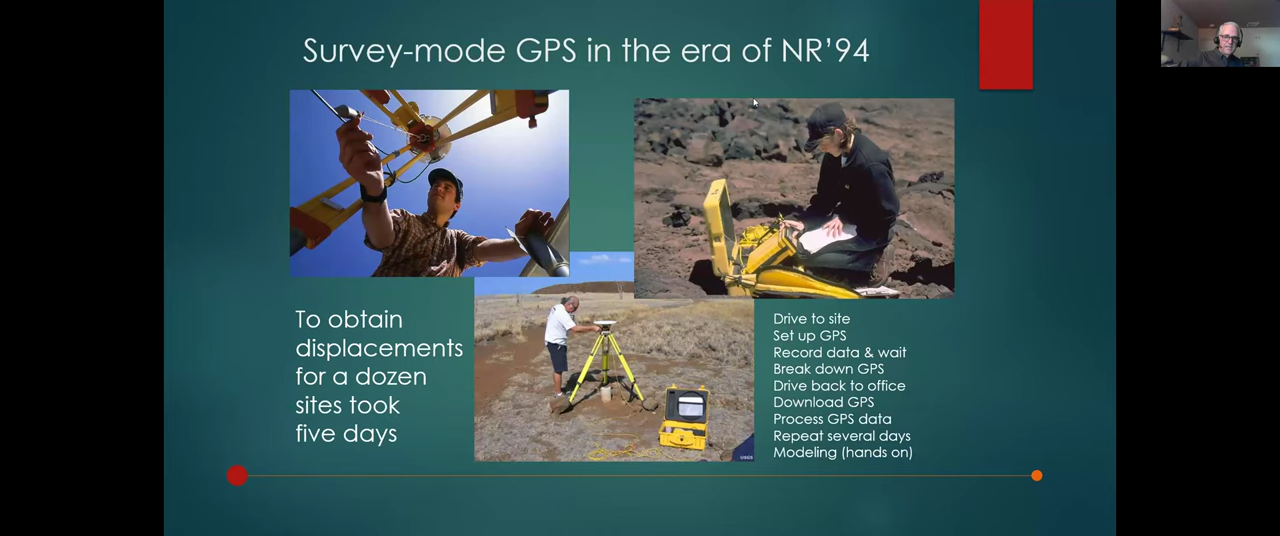 Survey-mode GPS in the era of NR’94
To obtain
displacements
for a dozen
sites took
five days
Drive to site
Set up GPS
Record data & wait
Break down GPS
Drive back to office
Download GPS
Process GPS data
Repeat several days
Modeling (hands on)
USGS